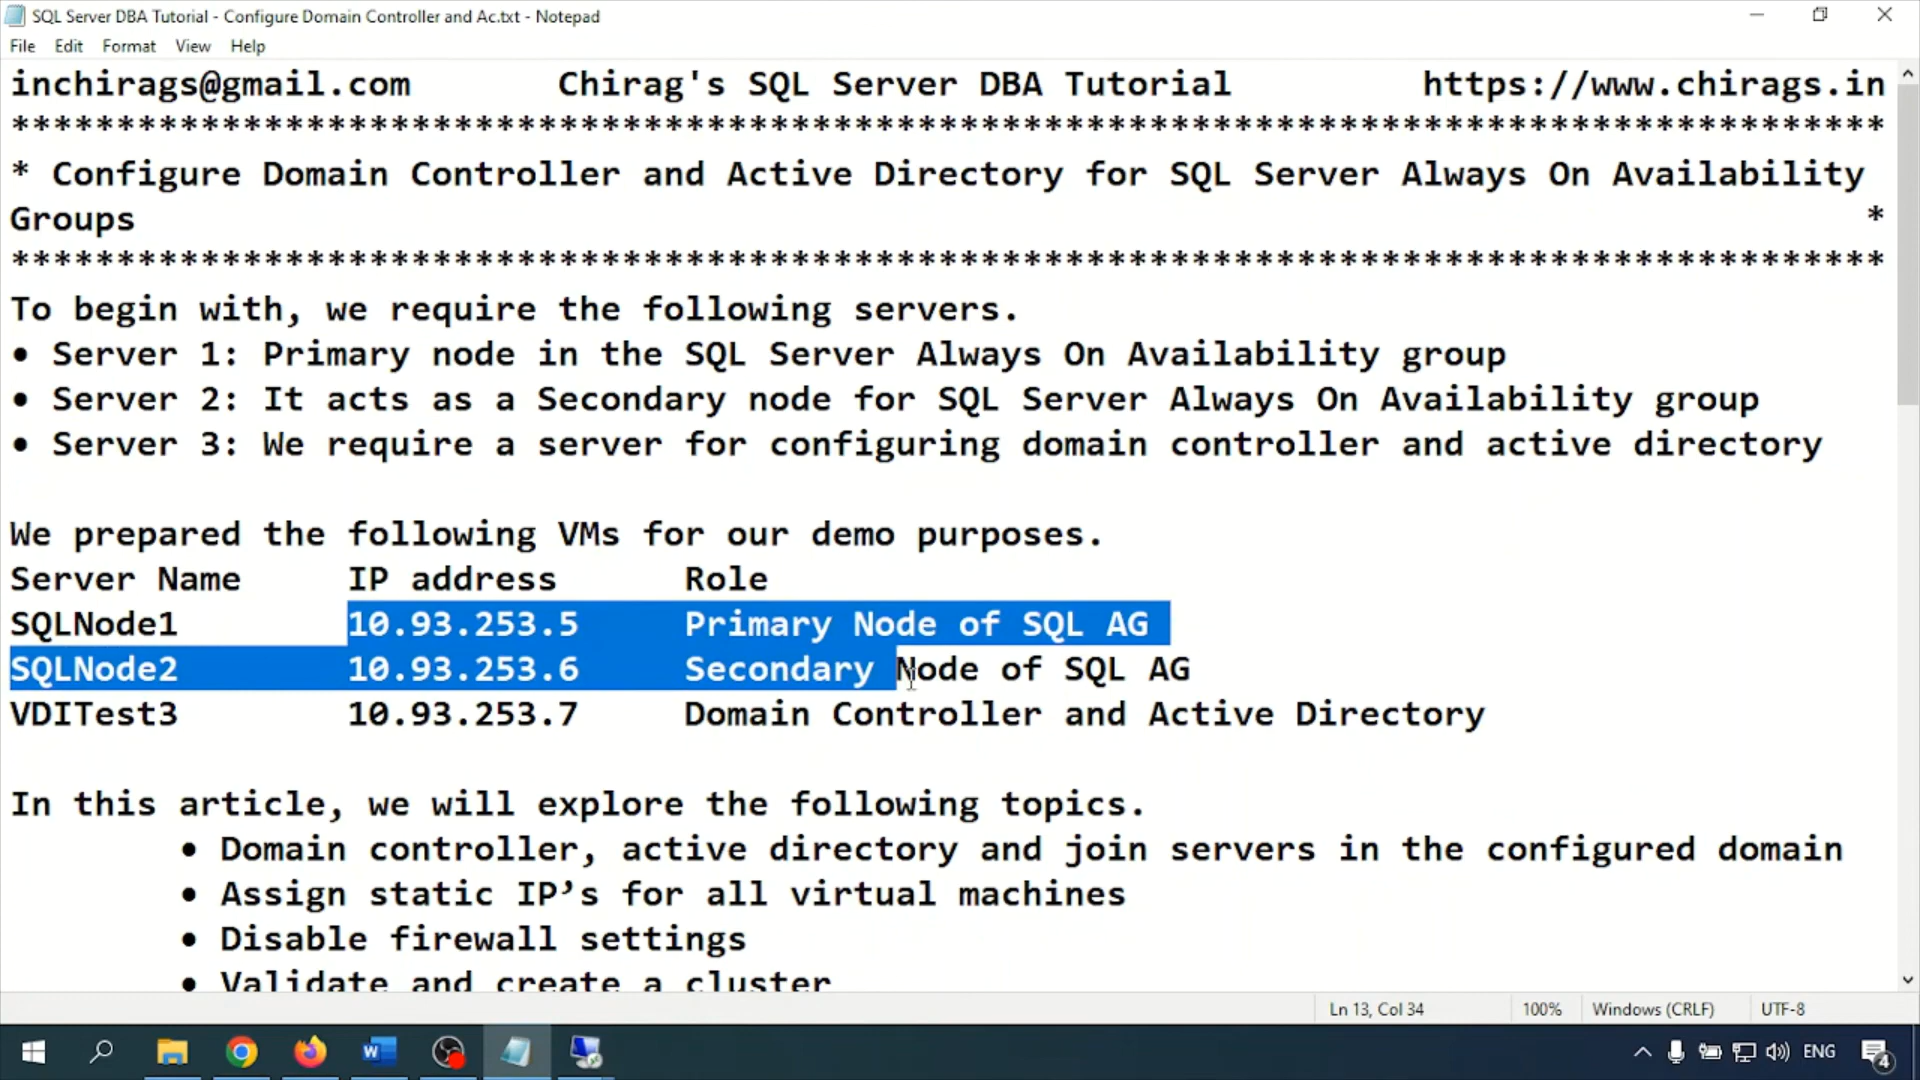 SQL Server DBA Tutorial - Configure Domain Controller and Ac.txt - Notepad
File Edit Format View Help
inchirags@gmail.com Chirag's SQL Server DBA Tutorial https://www.chirags.in
*****************************************************************************************
* Configure Domain Controller and Active Directory for SQL Server Always On Availability
Groups *
*****************************************************************************************
To begin with, we require the following servers.
• Server 1: Primary node in the SQL Server Always On Availability group
• Server 2: It acts as a Secondary node for SQL Server Always On Availability group
• Server 3: We require a server for configuring domain controller and active directory
We prepared the following VMs for our demo purposes.
Server Name IP address Role
SQLNode1 10.93.253.5 Primary Node of SQL AG
SQLNode2 10.93.253.6 Secondary Node of SQL AG
VDITest3 10.93.253.7 Domain Controller and Active Directory
In this article, we will explore the following topics.
• Domain controller, active directory and join servers in the configured domain
• Assign static IP’s for all virtual machines
• Disable firewall settings
• Validate and create a cluster
Ln 13, Col 34 100% Windows (CRLF) UTF-8
ENG 4